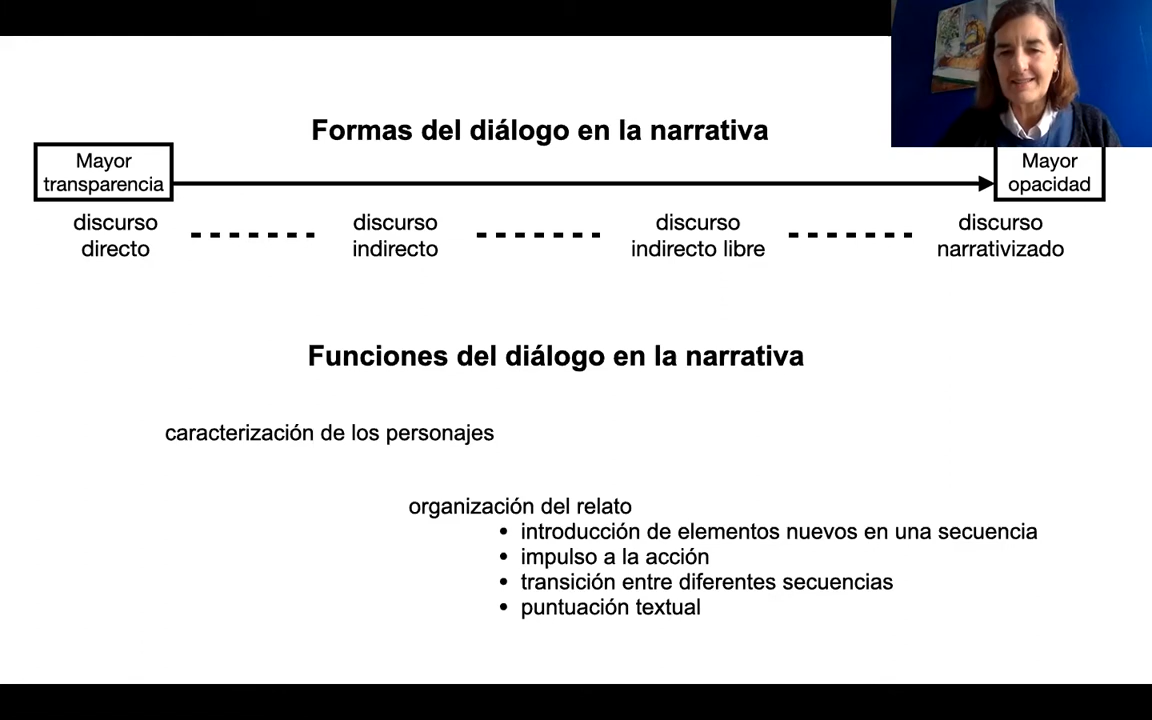 Formas del diálogo en la narrativa
Mayor
transparencia
Mayor
opacidad
discurso
directo
discurso
indirecto
discurso
indirecto libre
discurso
narrativizado
Funciones del diálogo en la narrativa
caracterización de los personajes
organización del relato
• introducción de elementos nuevos en una secuencia
• impulso a la acción
• transición entre diferentes secuencias
• puntuación textual